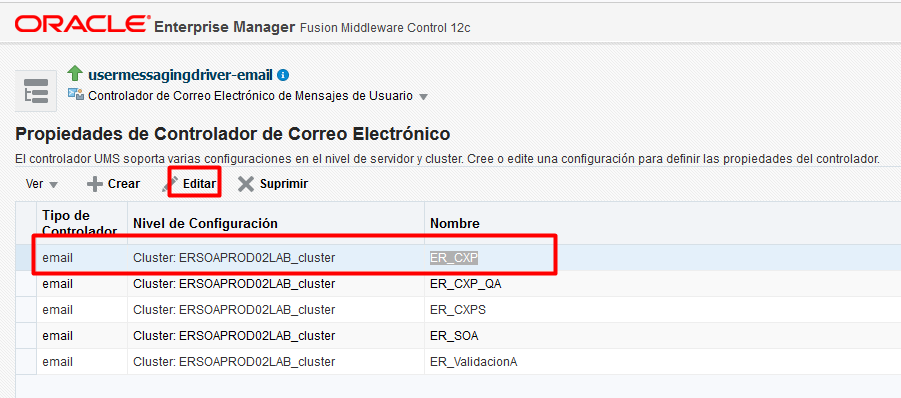 ORACLE® Enterprise Manager Fusion Middleware Control 12c
usermessagingdriver-email
Controlador de Correo Electrónico de Mensajes de Usuario
Propiedades de Controlador de Correo Electrónico
El controlador UMS soporta varias configuraciones en el nivel de servidor y cluster. Cree o edite una configuración para definir las propiedades del controlador.
Ver Crear Editar Suprimir
Tipo de Controlador Nivel de Configuración Nombre
email Cluster: ERSOAPROD02LAB_cluster ER_CXP
email Cluster: ERSOAPROD02LAB_cluster ER_CXP_QA
email Cluster: ERSOAPROD02LAB_cluster ER_CXPS
email Cluster: ERSOAPROD02LAB_cluster ER_SOA
email Cluster: ERSOAPROD02LAB_cluster ER_ValidacionA